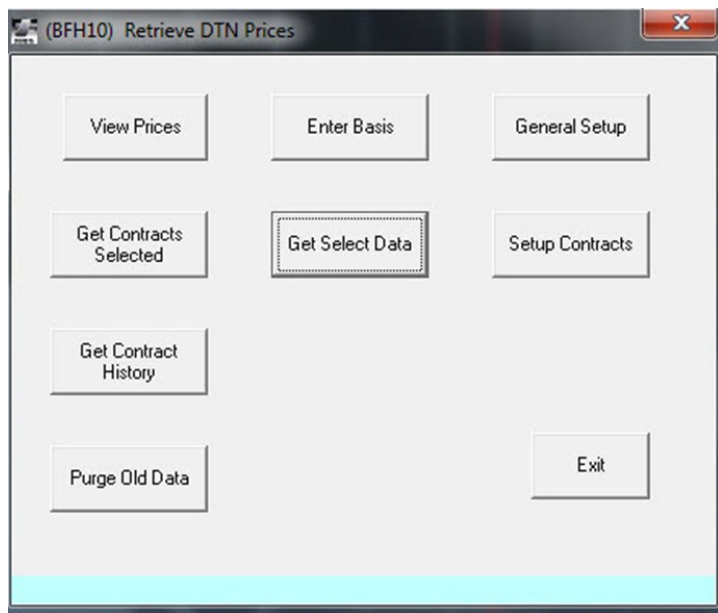 (BFH10) Retrieve DTN Prices
View Prices
Enter Basis
General Setup
Get Contracts
Selected
Get Select Data
Setup Contracts
Get Contract
History
Purge Old Data
Exit